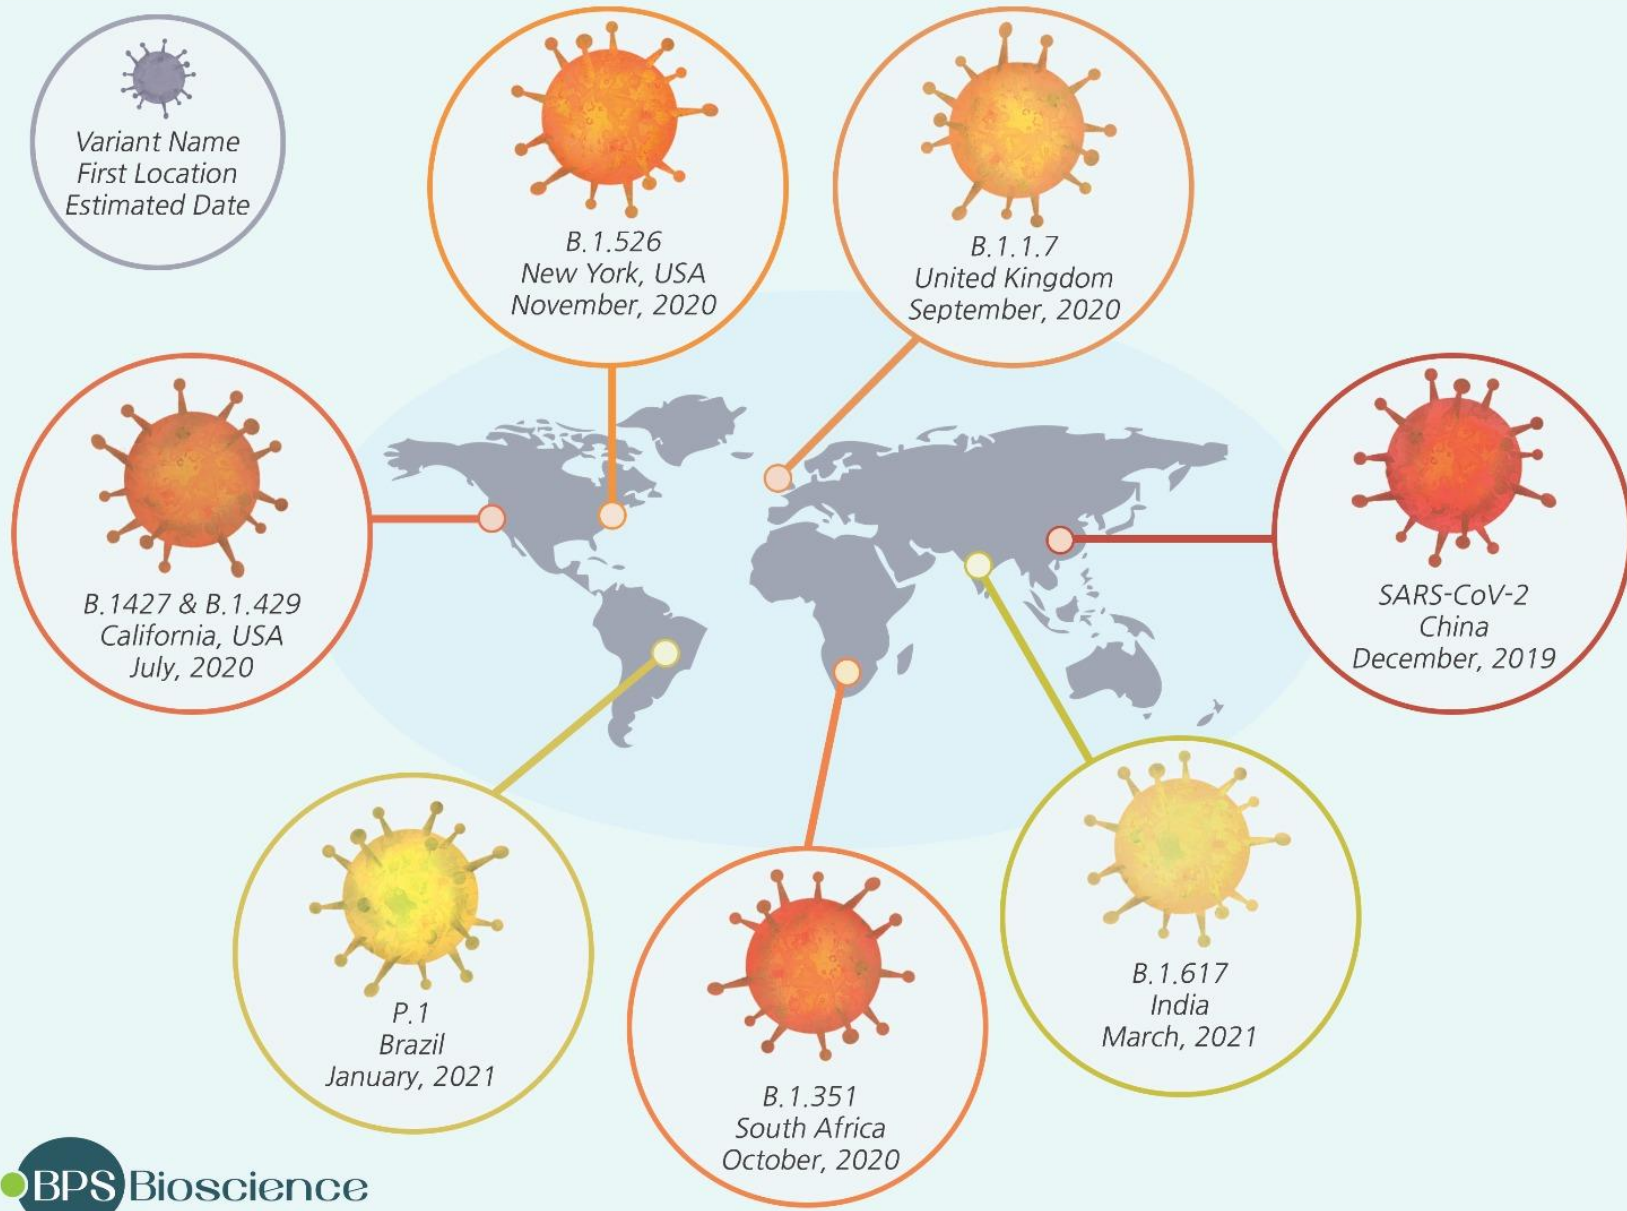 Variant Name
First Location
Estimated Date
B.1.526
New York, USA
November, 2020
B.1.1.7
United Kingdom
September, 2020
B.1427 & B.1.429
California, USA
July, 2020
SARS-CoV-2
China
December, 2019
P.1
Brazil
January, 2021
B.1.351
South Africa
October, 2020
B.1.617
India
March, 2021
BPS Bioscience